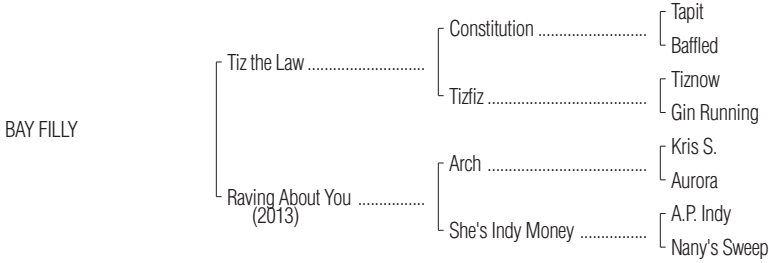 Tapit
Constitution ..........................
Baffled
Tiz the Law ............................
Tiznow
Tizfiz ......................................
Gin Running
BAY FILLY
Kris S.
Arch ......................................
Aurora
Raving About You ................
(2013)
A.P. Indy
She's Indy Money ................
Nany's Sweep